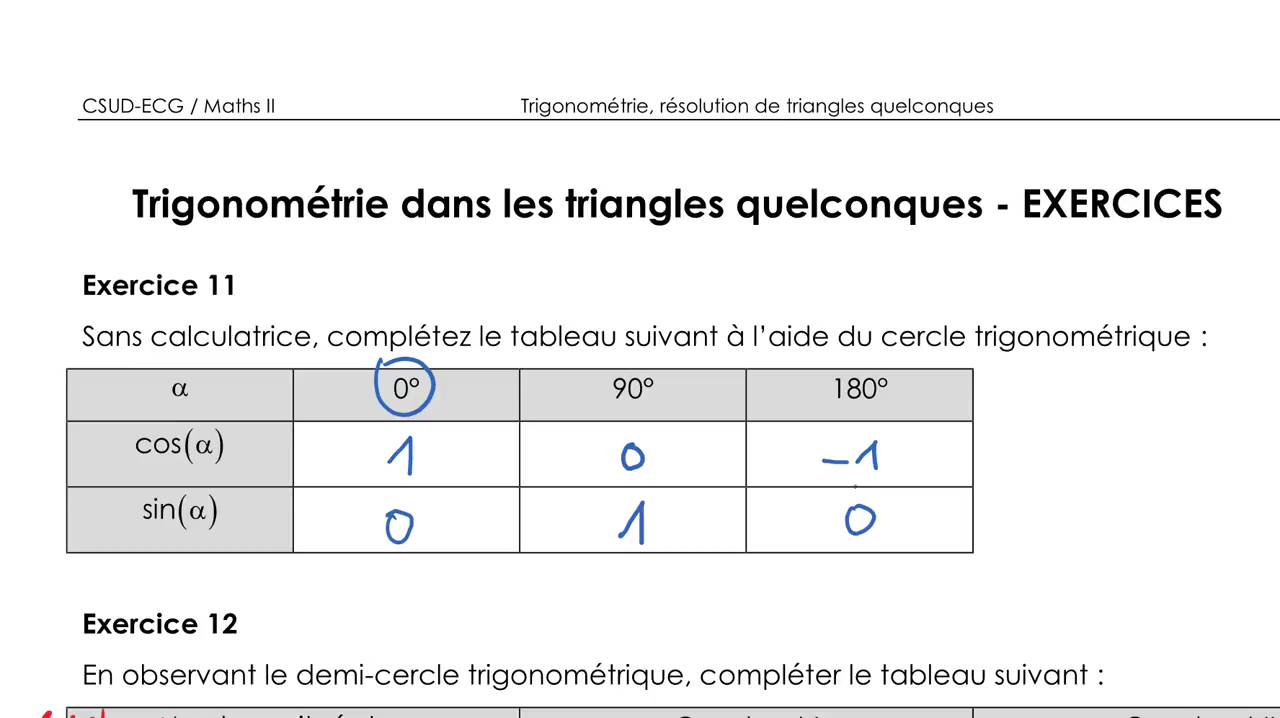 CSUD-ECG / Maths II Trigonométrie, résolution de triangles quelconques
Trigonométrie dans les triangles quelconques - EXERCICES
Exercice 11
Sans calculatrice, complétez le tableau suivant à l’aide du cercle trigonométrique :
α 0° 90° 180°
cos(α) 1 0 -1
sin(α) 0 1 0
Exercice 12
En observant le demi-cercle trigonométrique, compléter le tableau suivant :